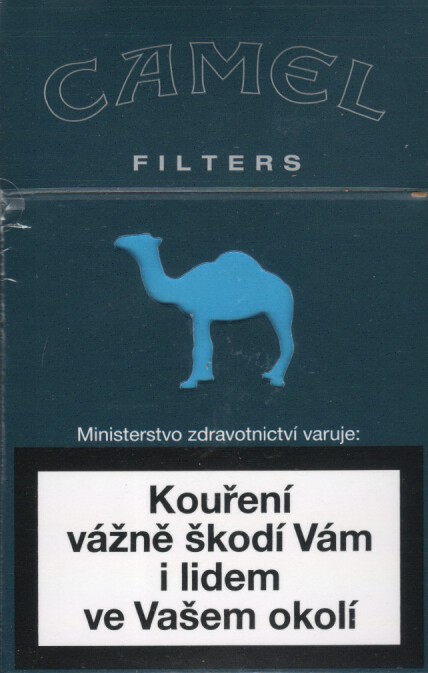 CAMEL
FILTERS
Ministerstvo zdravotnictví varuje:
Kouření
vážně škodí Vám
i lidem
ve Vašem okolí